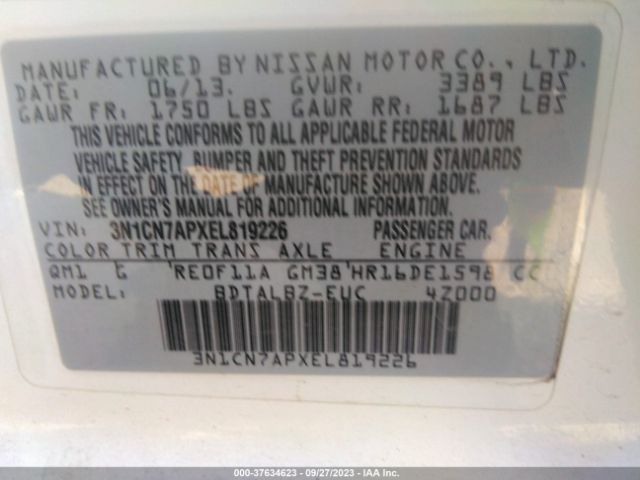 MANUFACTURED BY NISSAN MOTOR CO., LTD.
DATE: 06/13. GVWR: 3389 LBS
GAWR FR: 1750 LBS GAWR RR: 1687 LBS
THIS VEHICLE CONFORMS TO ALL APPLICABLE FEDERAL MOTOR
VEHICLE SAFETY, BUMPER AND THEFT PREVENTION STANDARDS
IN EFFECT ON THE DATE OF MANUFACTURE SHOWN ABOVE.
SEE OWNER'S MANUAL FOR ADDITIONAL INFORMATION.
VIN: 3N1CN7APXEL819226 PASSENGER CAR.
COLOR TRIM TRANS AXLE ENGINE
QM1 G RE0F11A GM38 HR16DE1598 CC
MODEL: BDTALBZ-EUC 4Z000
3N1CN7APXEL819226
000-37634623 - 09/27/2023 - IAA Inc.